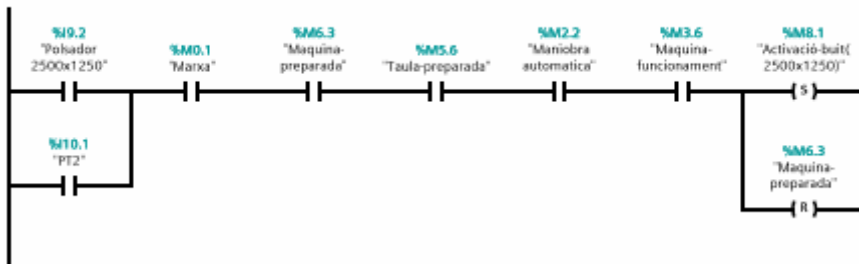 %I9.2
"Polsador
2500x1250"
%M0.1
"Marxa"
%M6.3
"Maquina-
preparada"
%M5.6
"Taula-preparada"
%M2.2
"Maniobra
automatica"
%M3.6
"Maquina-
funcionament"
%M8.1
"Activació-buit(
2500x1250)"
S
%I10.1
"PT2"
%M6.3
"Maquina-
preparada"
R